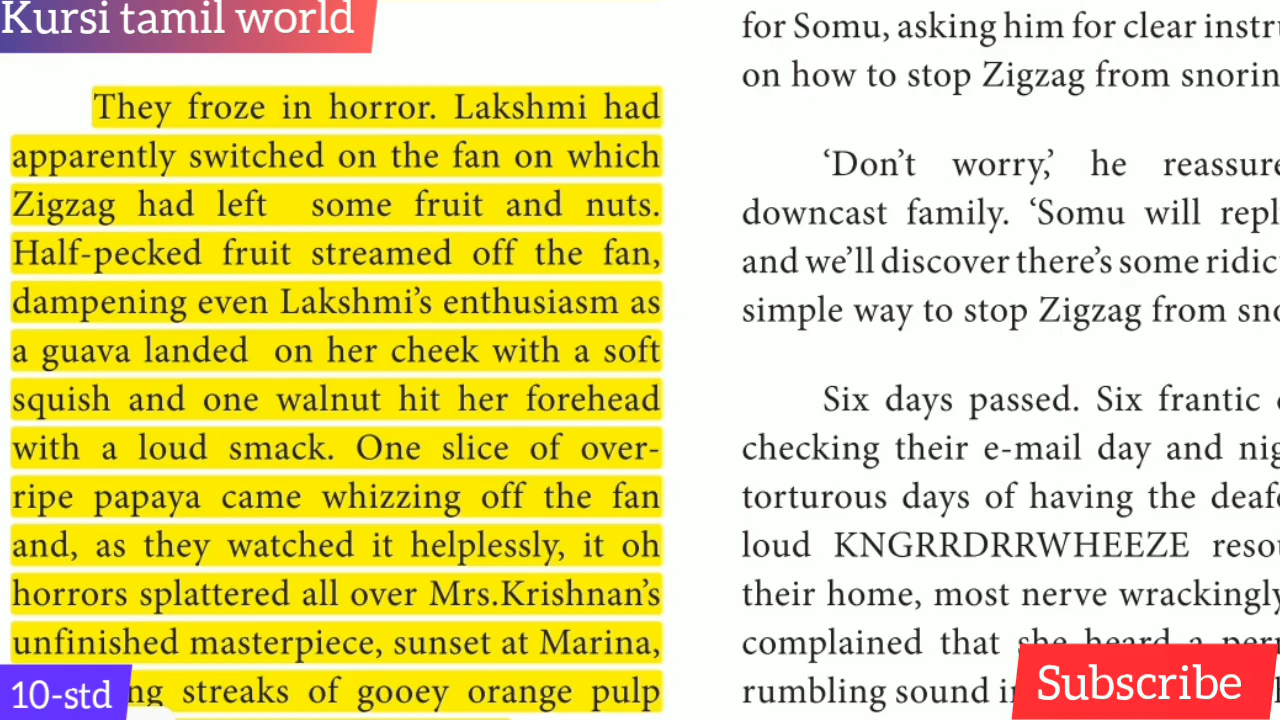 Kursi tamil world
They froze in horror. Lakshmi had
apparently switched on the fan on which
Zigzag had left some fruit and nuts.
Half-pecked fruit streamed off the fan,
dampening even Lakshmi's enthusiasm as
a guava landed on her cheek with a soft
squish and one walnut hit her forehead
with a loud smack. One slice of over-
ripe papaya came whizzing off the fan
and, as they watched it helplessly, it oh
horrors splattered all over Mrs.Krishnan's
unfinished masterpiece, sunset at Marina,
streaks of gooey orange pulp
10-std
for Somu, asking him for clear
on how to stop Zigzag from
'Don't worry,' he
downcast family. 'Somu will
and we'll discover there's some
simple way to stop Zigzag from
Six days passed. Six frantic
checking their e-mail day and
torturous days of having the
loud KNGRRDRRWHEEZE
their home, most nerve wrackingly
complained that she heard a
rumbling sound
Subscribe